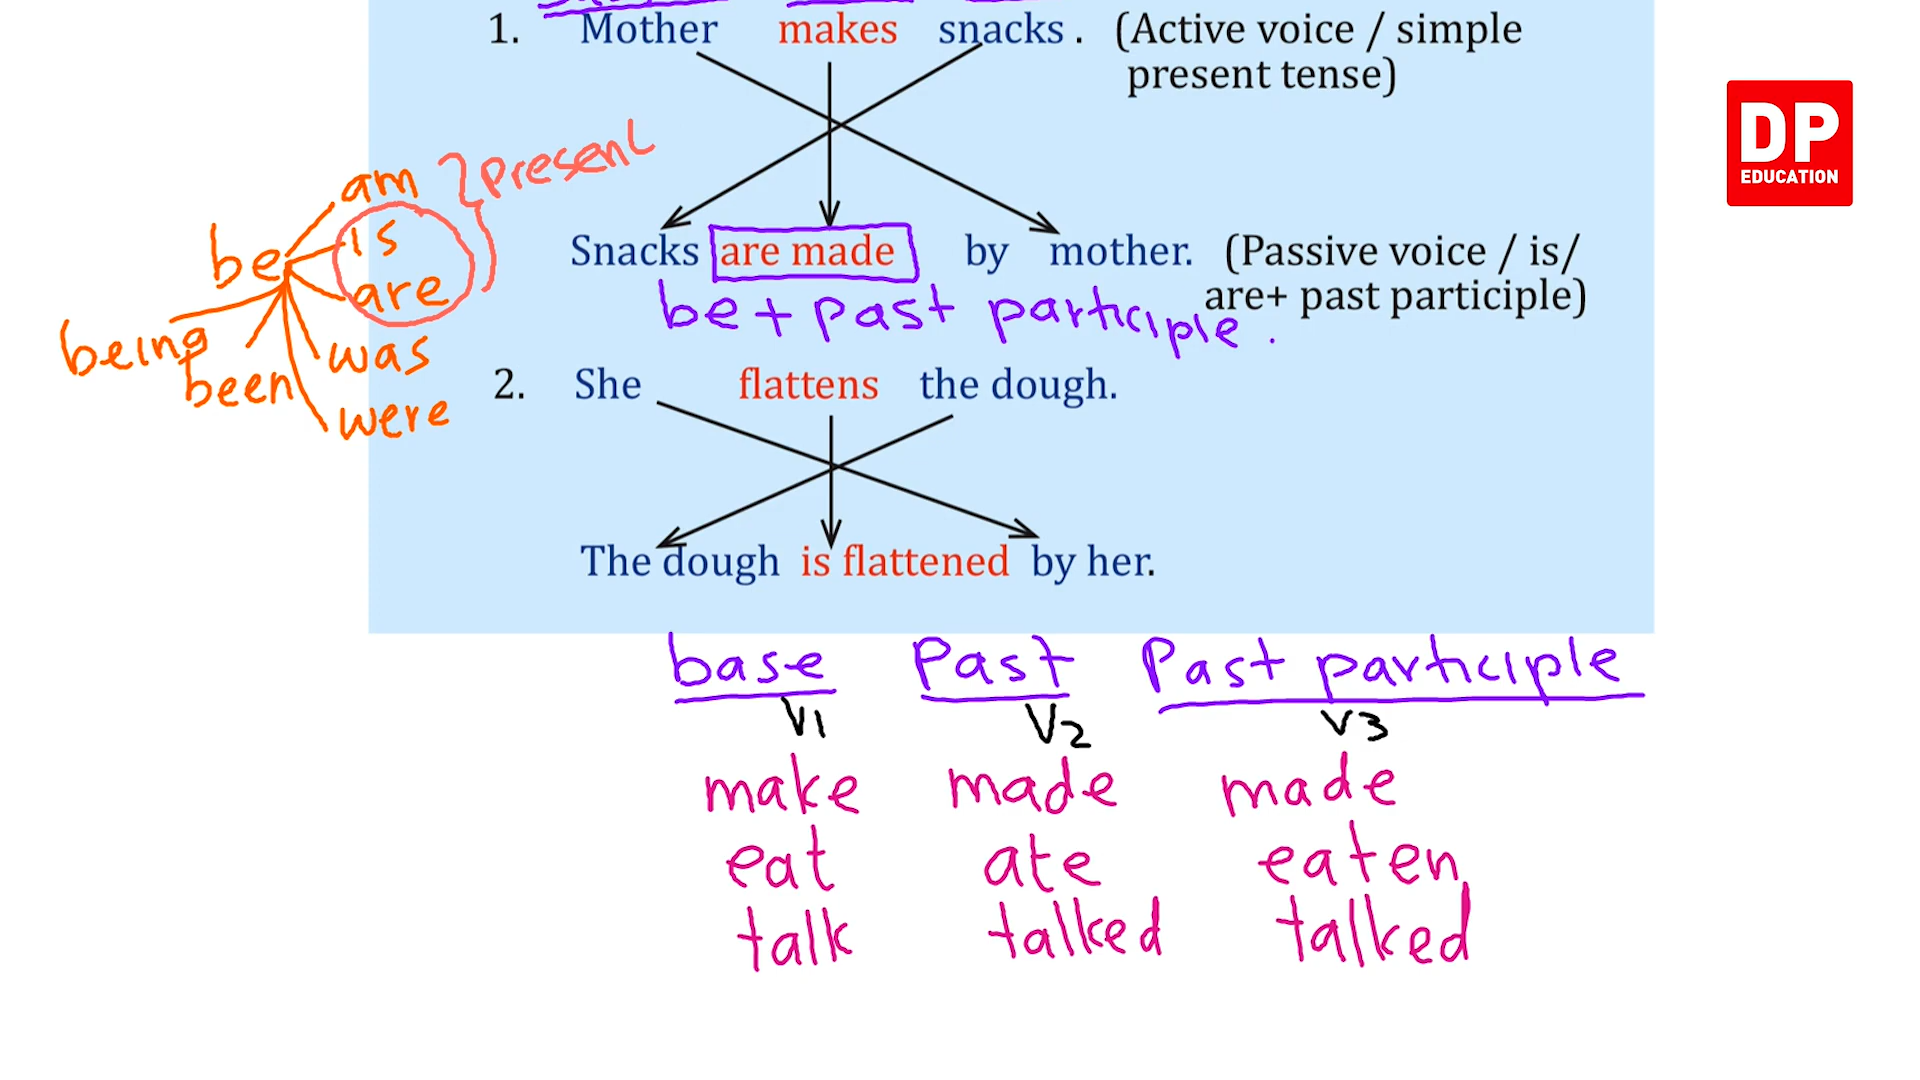 1. Mother makes snacks . (Active voice / simple
present tense)
DP
EDUCATION
am } present
is
be
are
being
been
was
were
Snacks are made by mother. (Passive voice / is/
are+ past participle)
be + past participle.
2. She flattens the dough.
The dough is flattened by her.
base Past Past participle
V1 V2 V3
make made made
eat ate eaten
talk talked talked